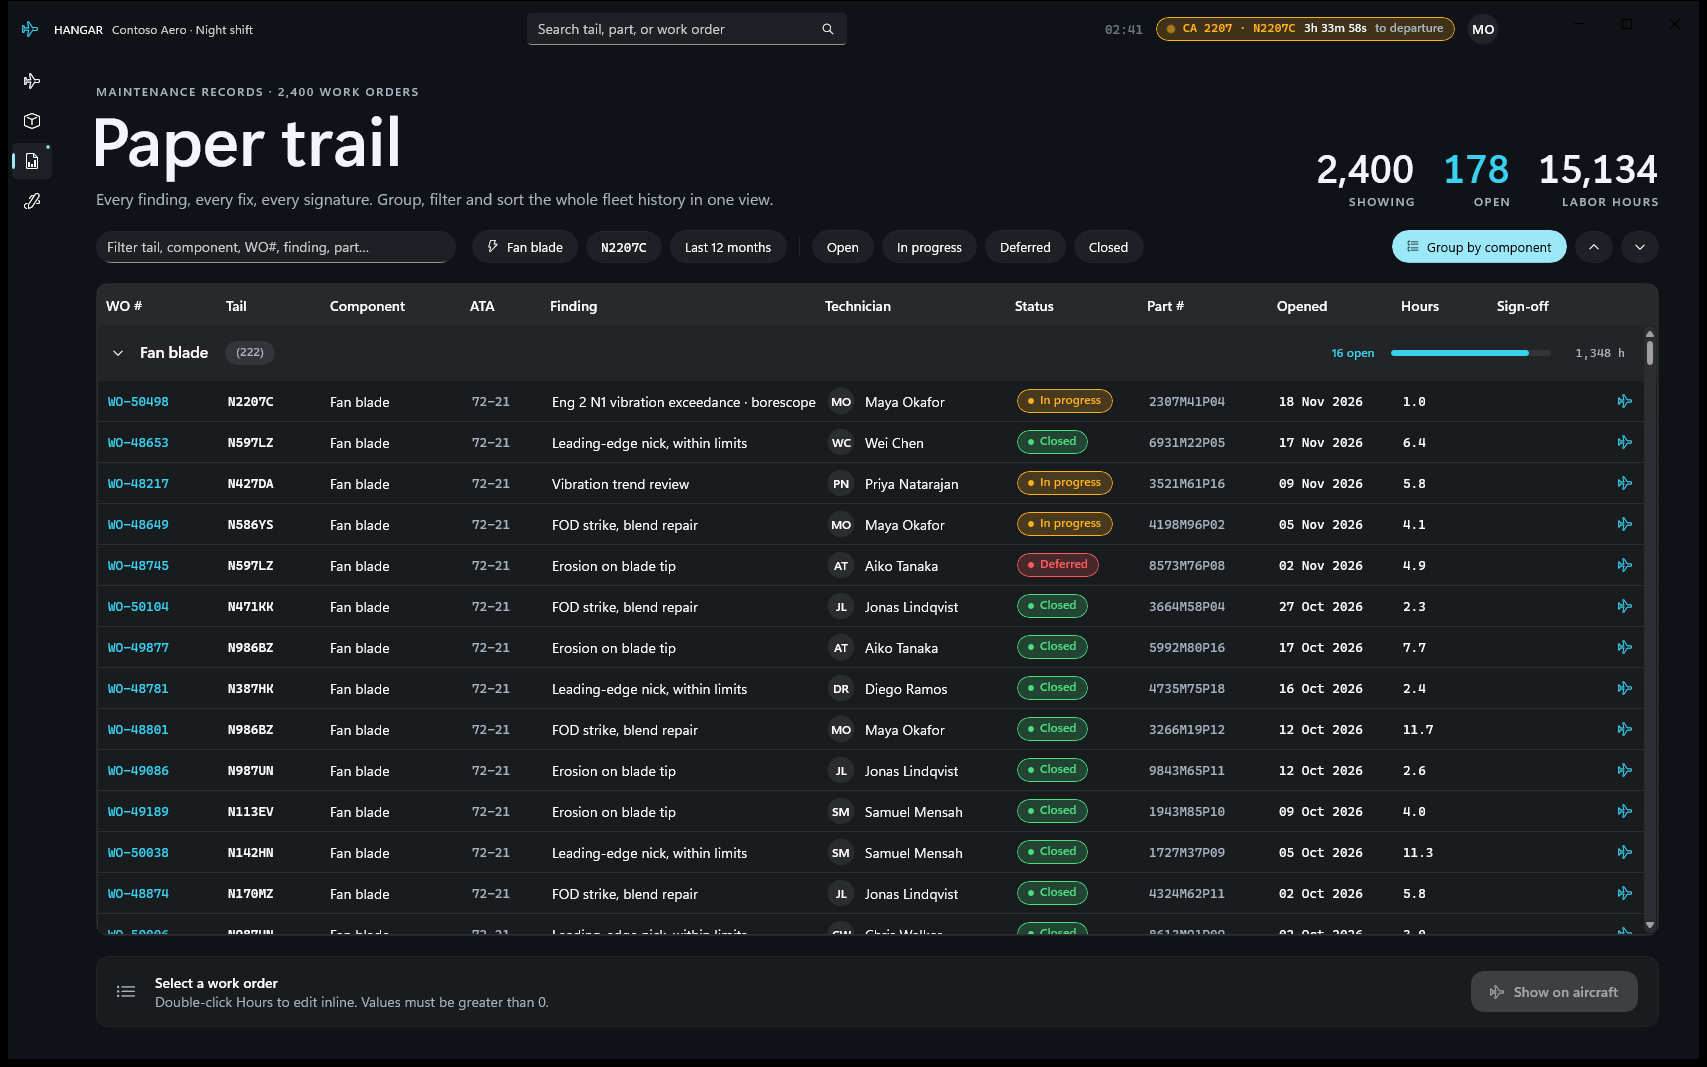 HANGAR Contoso Aero · Night shift
Search tail, part, or work order
02:41
CA 2207 · N2207C 3h 33m 58s to departure
MO
MAINTENANCE RECORDS · 2,400 WORK ORDERS
Paper trail
Every finding, every fix, every signature. Group, filter and sort the whole fleet history in one view.
2,400 178 15,134
SHOWING OPEN LABOR HOURS
Filter tail, component, WO#, finding, part...
Fan blade N2207C Last 12 months Open In progress Deferred Closed Group by component
WO # Tail Component ATA Finding Technician Status Part # Opened Hours Sign-off
Fan blade (222) 16 open 1,348 h
WO-50498 N2207C Fan blade 72-21 Eng 2 N1 vibration exceedance · borescope MO Maya Okafor In progress 2307M41P04 18 Nov 2026 1.0
WO-48653 N597LZ Fan blade 72-21 Leading-edge nick, within limits WC Wei Chen Closed 6931M22P05 17 Nov 2026 6.4
WO-48217 N427DA Fan blade 72-21 Vibration trend review PN Priya Natarajan In progress 3521M61P16 09 Nov 2026 5.8
WO-48649 N586YS Fan blade 72-21 FOD strike, blend repair MO Maya Okafor In progress 4198M96P02 05 Nov 2026 4.1
WO-48745 N597LZ Fan blade 72-21 Erosion on blade tip AT Aiko Tanaka Deferred 8573M76P08 02 Nov 2026 4.9
WO-50104 N471KK Fan blade 72-21 FOD strike, blend repair JL Jonas Lindqvist Closed 3664M58P04 27 Oct 2026 2.3
WO-49877 N986BZ Fan blade 72-21 Erosion on blade tip AT Aiko Tanaka Closed 5992M80P16 17 Oct 2026 7.7
WO-48781 N387HK Fan blade 72-21 Leading-edge nick, within limits DR Diego Ramos Closed 4735M75P18 16 Oct 2026 2.4
WO-48801 N986BZ Fan blade 72-21 FOD strike, blend repair MO Maya Okafor Closed 3266M19P12 12 Oct 2026 11.7
WO-49086 N987UN Fan blade 72-21 Erosion on blade tip JL Jonas Lindqvist Closed 9843M65P11 12 Oct 2026 2.6
WO-49189 N113EV Fan blade 72-21 Erosion on blade tip SM Samuel Mensah Closed 1943M85P10 09 Oct 2026 4.0
WO-50038 N142HN Fan blade 72-21 Leading-edge nick, within limits SM Samuel Mensah Closed 1727M37P09 05 Oct 2026 11.3
WO-48874 N170MZ Fan blade 72-21 FOD strike, blend repair JL Jonas Lindqvist Closed 4324M62P11 02 Oct 2026 5.8
Fan blade 72-21 Leading-edge nick, within limits Closed 02 Oct 2026
Select a work order
Double-click Hours to edit inline. Values must be greater than 0.
Show on aircraft